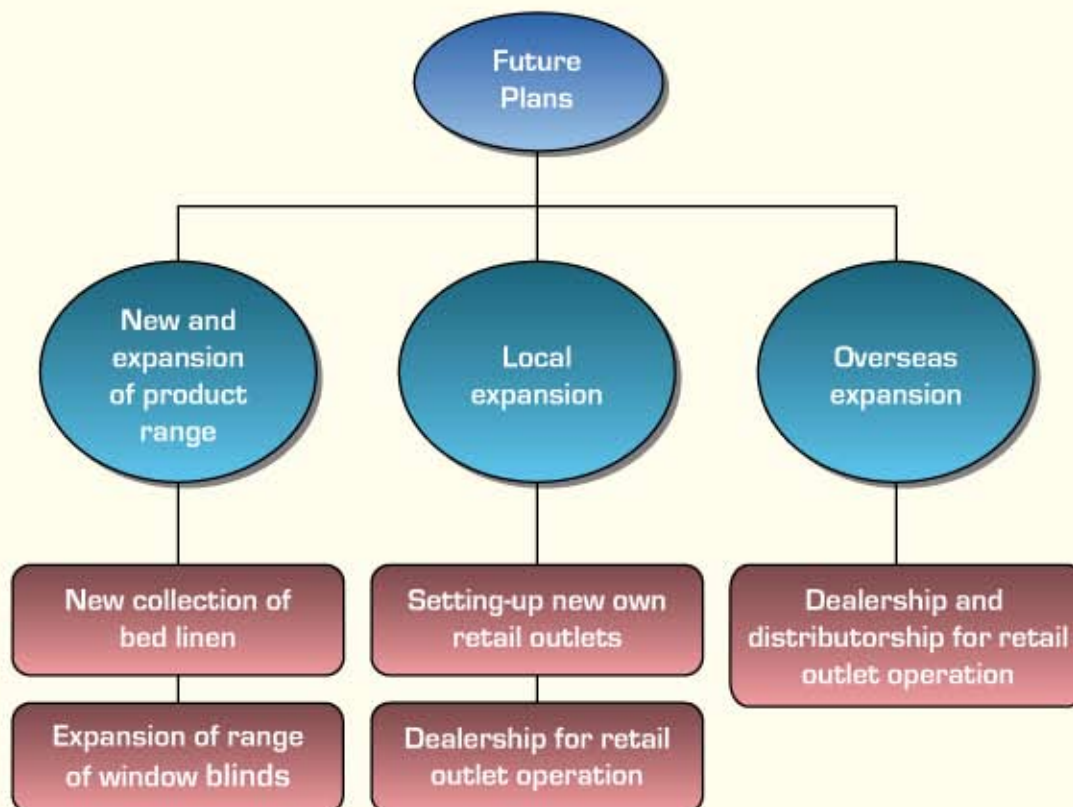 Future
Plans
New and
expansion
of product
range
Local
expansion
Overseas
expansion
New collection of
bed linen
Setting-up new own
retail outlets
Dealership and
distributorship for retail
outlet operation
Expansion of range
of window blinds
Dealership for retail
outlet operation